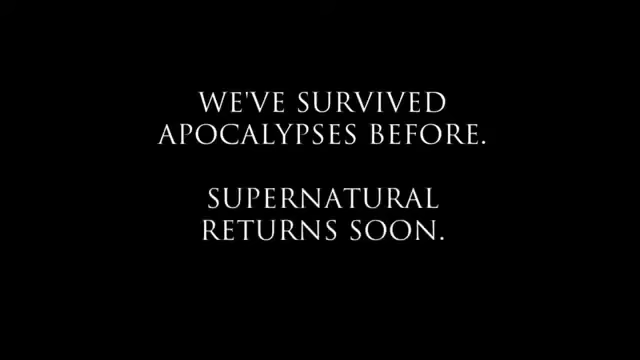 WE'VE SURVIVED
APOCALYPSES BEFORE.
SUPERNATURAL
RETURNS SOON.